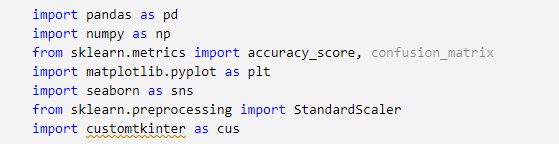 import pandas as pd
import numpy as np
from sklearn.metrics import accuracy_score, confusion_matrix
import matplotlib.pyplot as plt
import seaborn as sns
from sklearn.preprocessing import StandardScaler
import customtkinter as cus